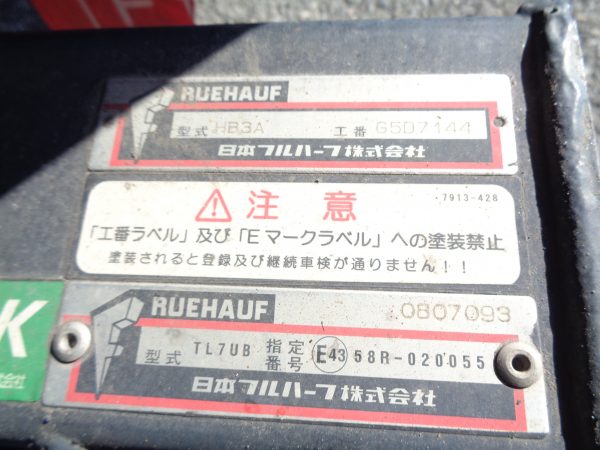 RUEHAUF
型式 HB3A 工番 G5D7144
日本フルハーフ株式会社
⚠ 注意 7913-428
「工番ラベル」及び「Eマークラベル」への塗装禁止
塗装されると登録及び継続車検が通りません!!
RUEHAUF 0807093
型式 TL7UB 指定番号 E43 58R-020055
日本フルハーフ株式会社
K
式会社